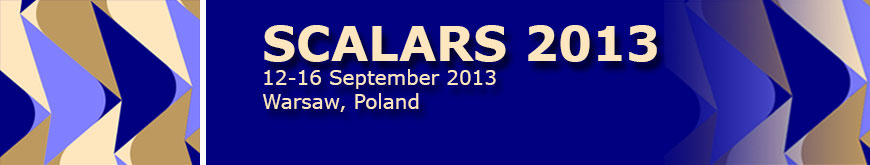 SCALARS 2013
12-16 September 2013
Warsaw, Poland